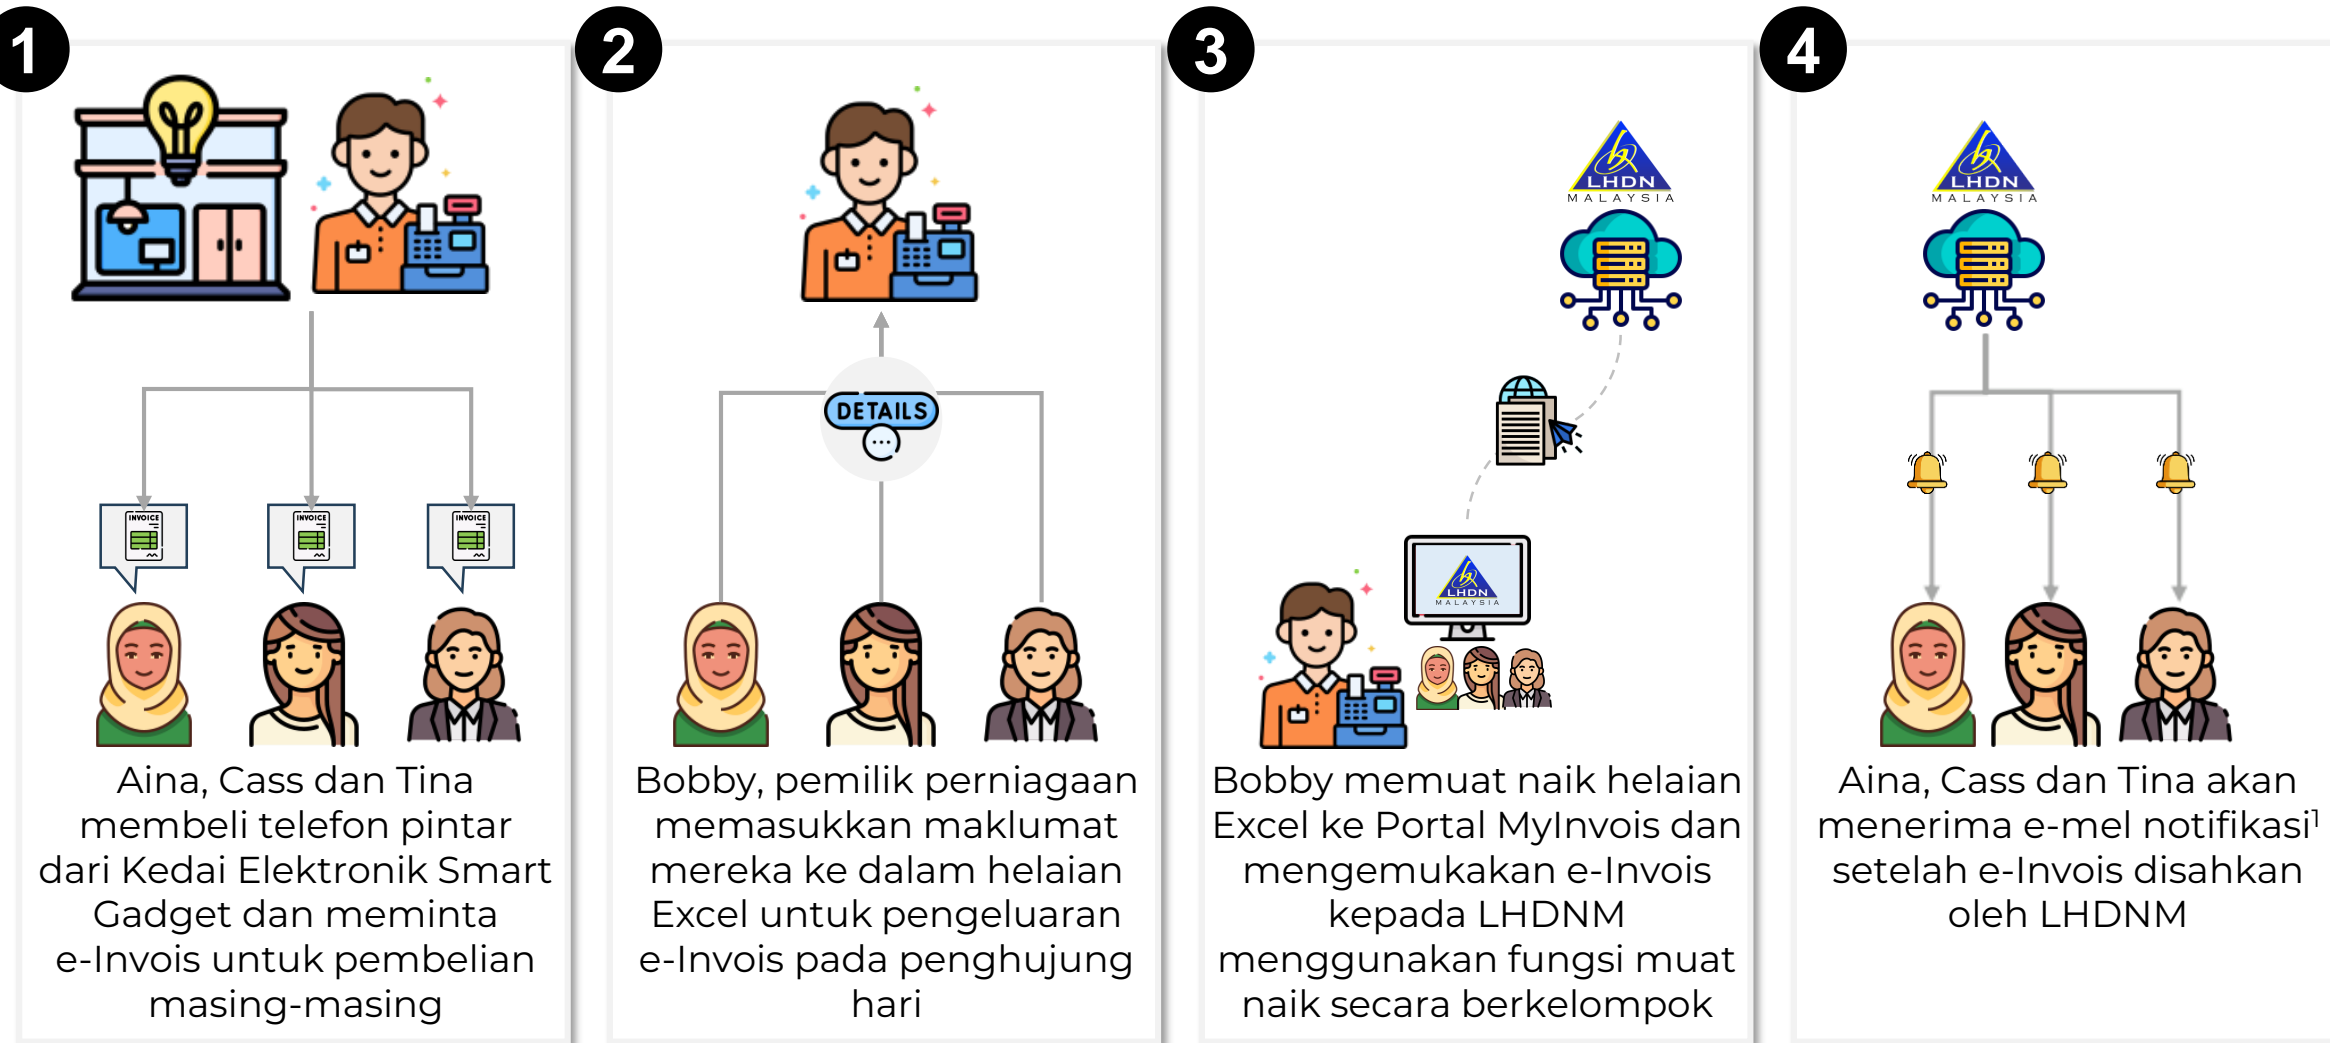 1
2
3
4
LHDN
MALAYSIA
LHDN
MALAYSIA
DETAILS
INVOICE
INVOICE
INVOICE
LHDN
MALAYSIA
Aina, Cass dan Tina
membeli telefon pintar
dari Kedai Elektronik Smart
Gadget dan meminta
e-Invois untuk pembelian
masing-masing
Bobby, pemilik perniagaan
memasukkan maklumat
mereka ke dalam helaian
Excel untuk pengeluaran
e-Invois pada penghujung
hari
Bobby memuat naik helaian
Excel ke Portal MyInvois dan
mengemukakan e-Invois
kepada LHDNM
menggunakan fungsi muat
naik secara berkelompok
Aina, Cass dan Tina akan
menerima e-mel notifikasi¹
setelah e-Invois disahkan
oleh LHDNM